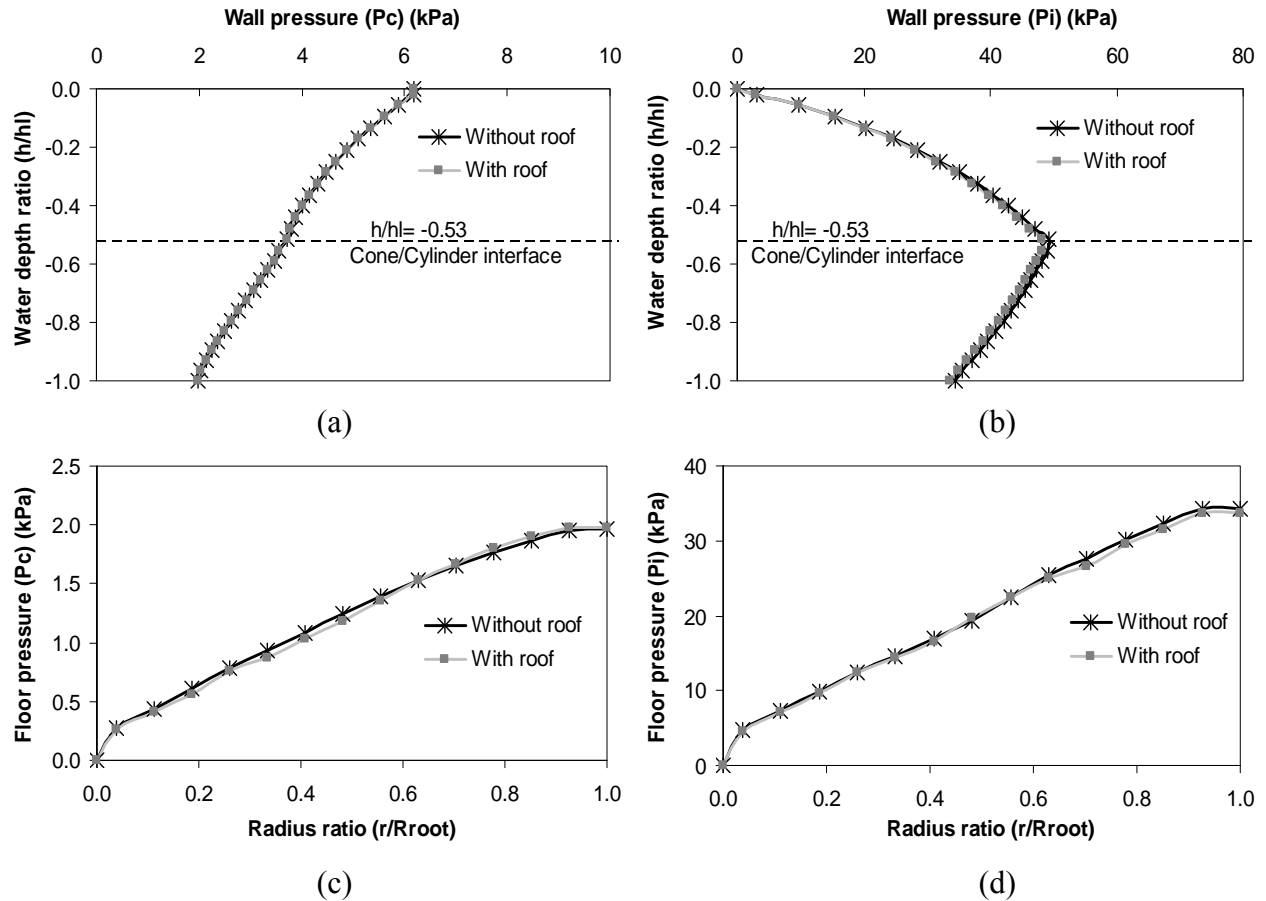 Wall pressure (Pc) (kPa)
0 2 4 6 8 10
Water depth ratio (h/hl)
0.0
-0.2
-0.4
-0.6
-0.8
-1.0
Without roof
With roof
h/hl= -0.53
Cone/Cylinder interface
(a)
Wall pressure (Pi) (kPa)
0 20 40 60 80
Water depth ratio (h/hl)
0.0
-0.2
-0.4
-0.6
-0.8
-1.0
Without roof
With roof
h/hl= -0.53
Cone/Cylinder interface
(b)
Floor pressure (Pc) (kPa)
2.5
2.0
1.5
1.0
0.5
0.0
Without roof
With roof
0.0 0.2 0.4 0.6 0.8 1.0
Radius ratio (r/Rroot)
(c)
Floor pressure (Pi) (kPa)
40
30
20
10
0
Without roof
With roof
0.0 0.2 0.4 0.6 0.8 1.0
Radius ratio (r/Rroot)
(d)